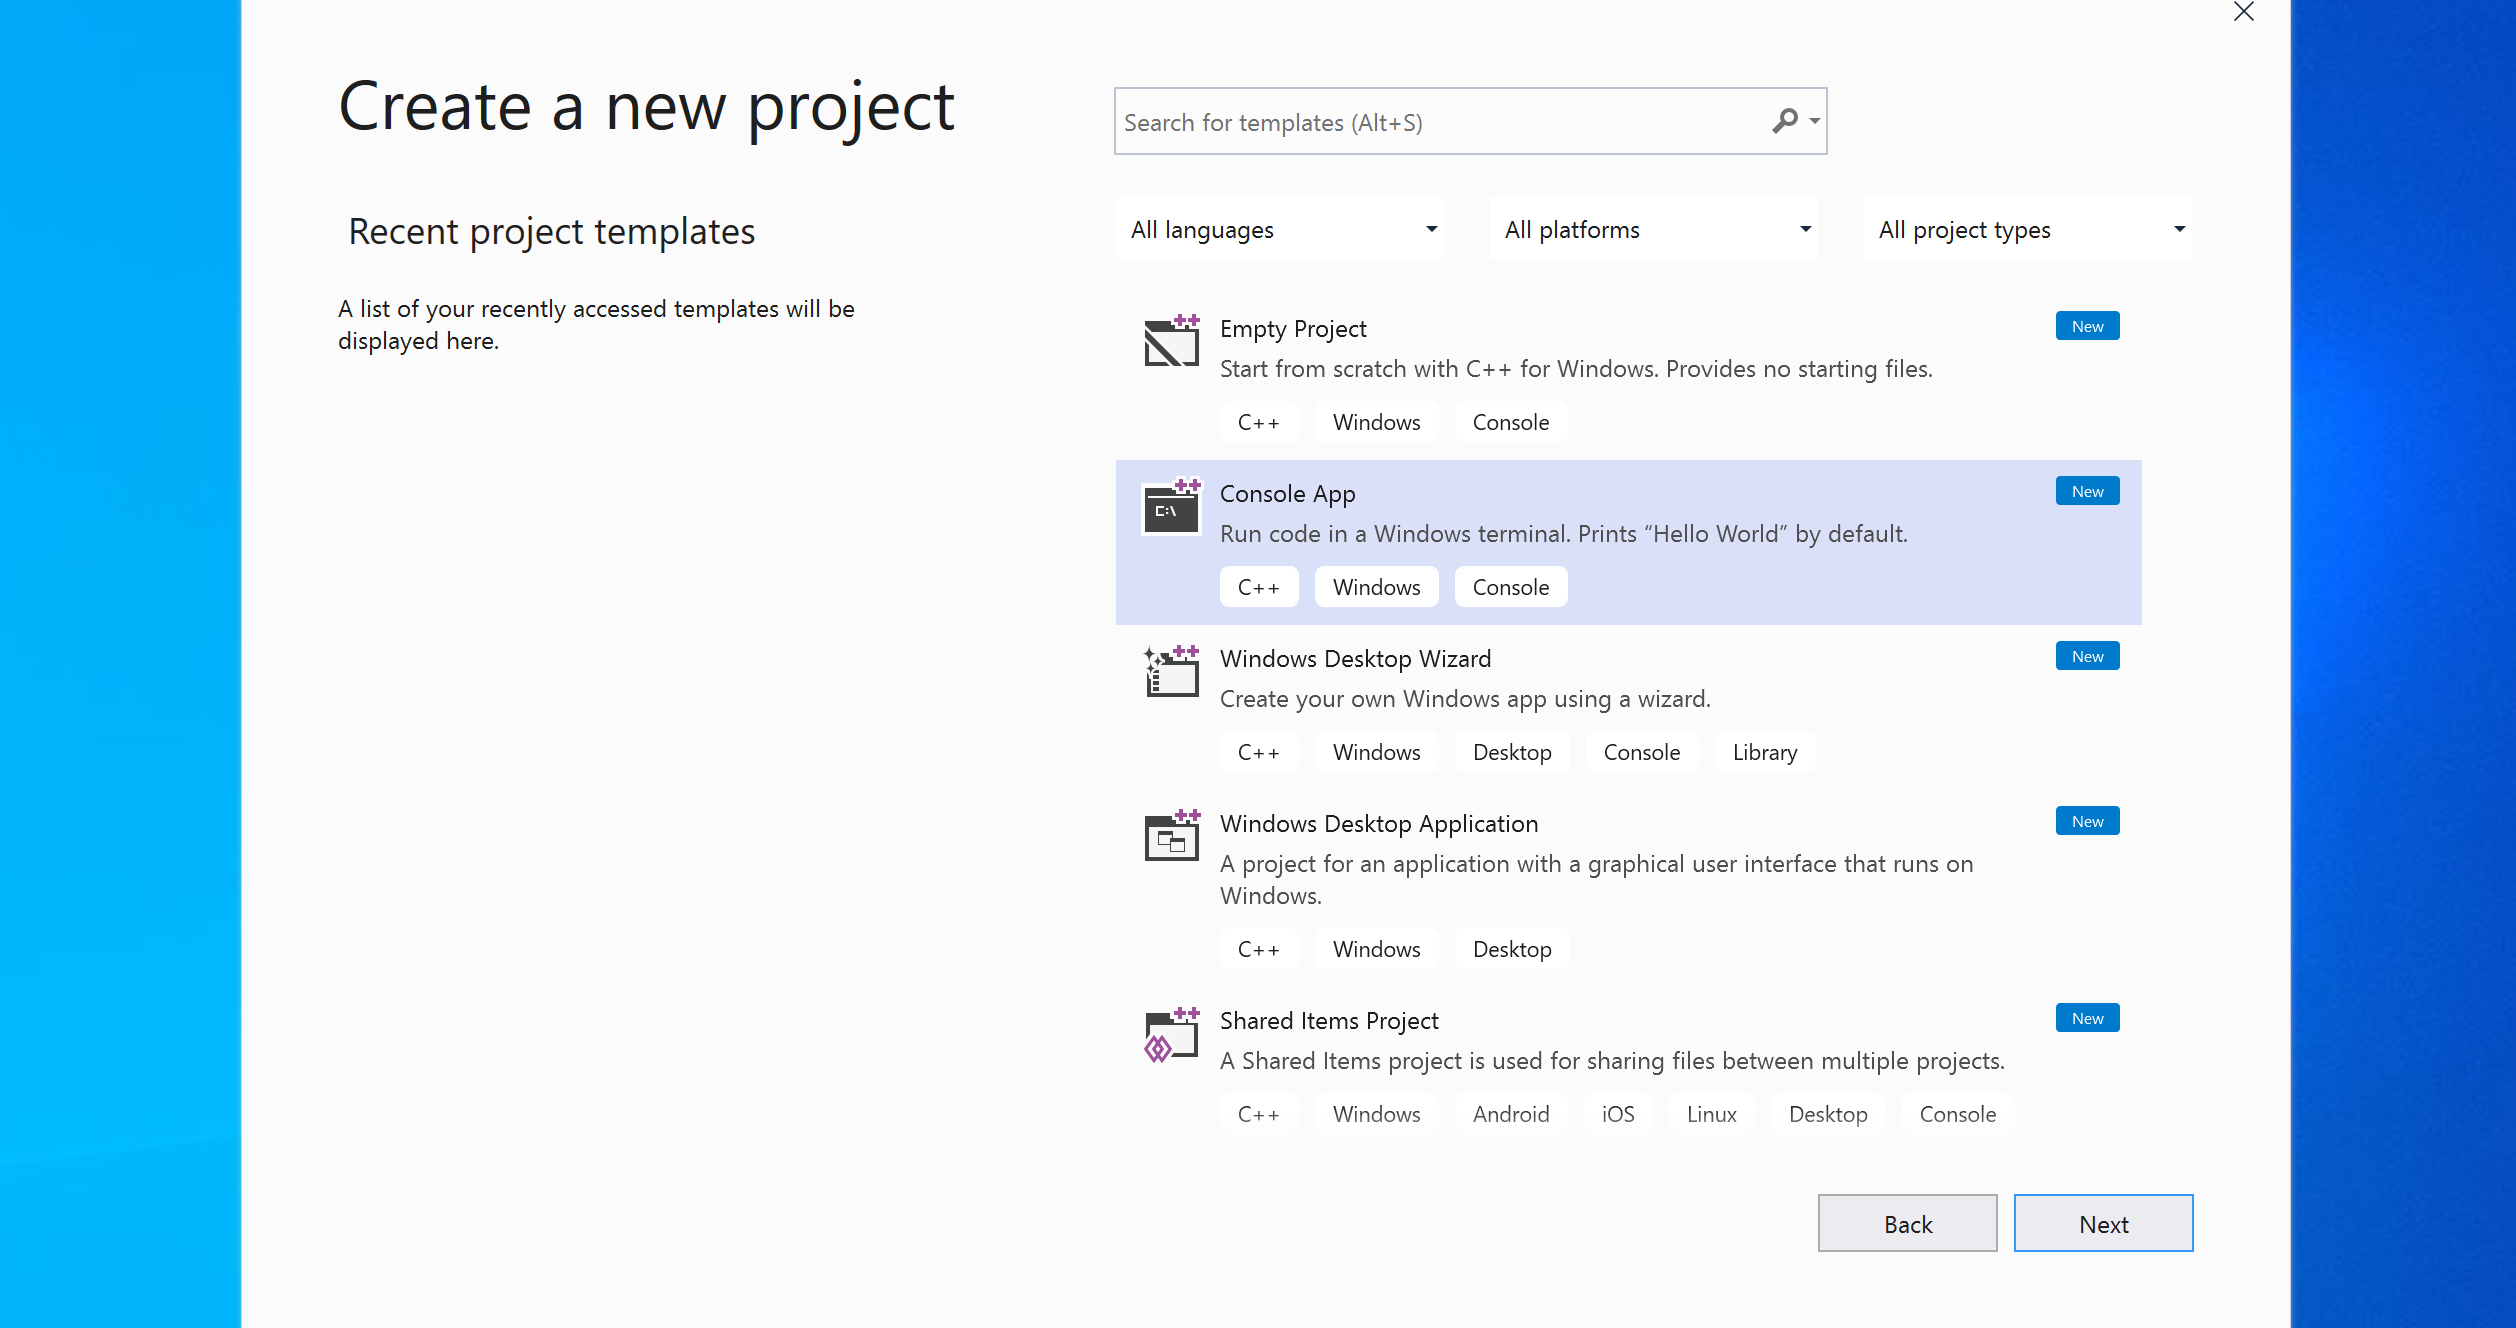 Create a new project
Search for templates (Alt+S)
Recent project templates
All languages
All platforms
All project types
A list of your recently accessed templates will be
displayed here.
Empty Project
New
Start from scratch with C++ for Windows. Provides no starting files.
C++ Windows Console
C:\
Console App
New
Run code in a Windows terminal. Prints “Hello World” by default.
C++ Windows Console
Windows Desktop Wizard
New
Create your own Windows app using a wizard.
C++ Windows Desktop Console Library
Windows Desktop Application
New
A project for an application with a graphical user interface that runs on
Windows.
C++ Windows Desktop
Shared Items Project
New
A Shared Items project is used for sharing files between multiple projects.
C++ Windows Android iOS Linux Desktop Console
Back
Next